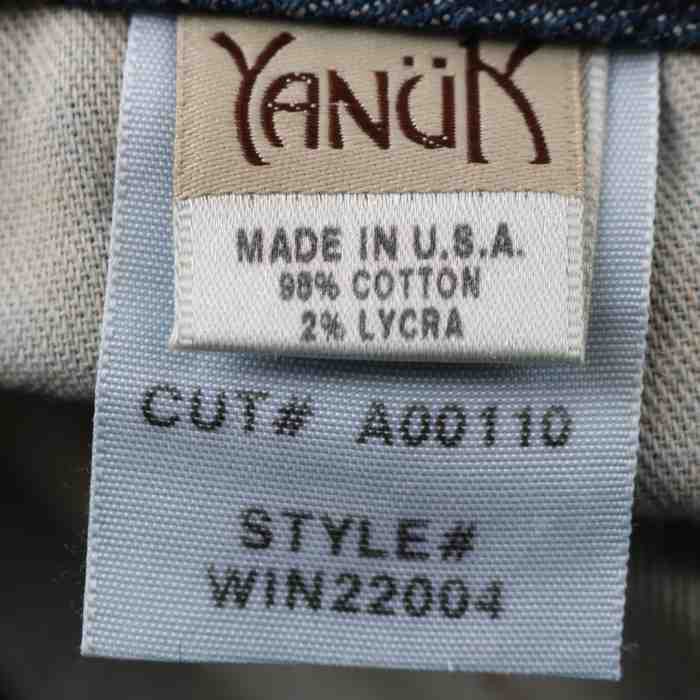 YANÜK
MADE IN U.S.A.
98% COTTON
2% LYCRA
CUT# A00110
STYLE#
WIN22004